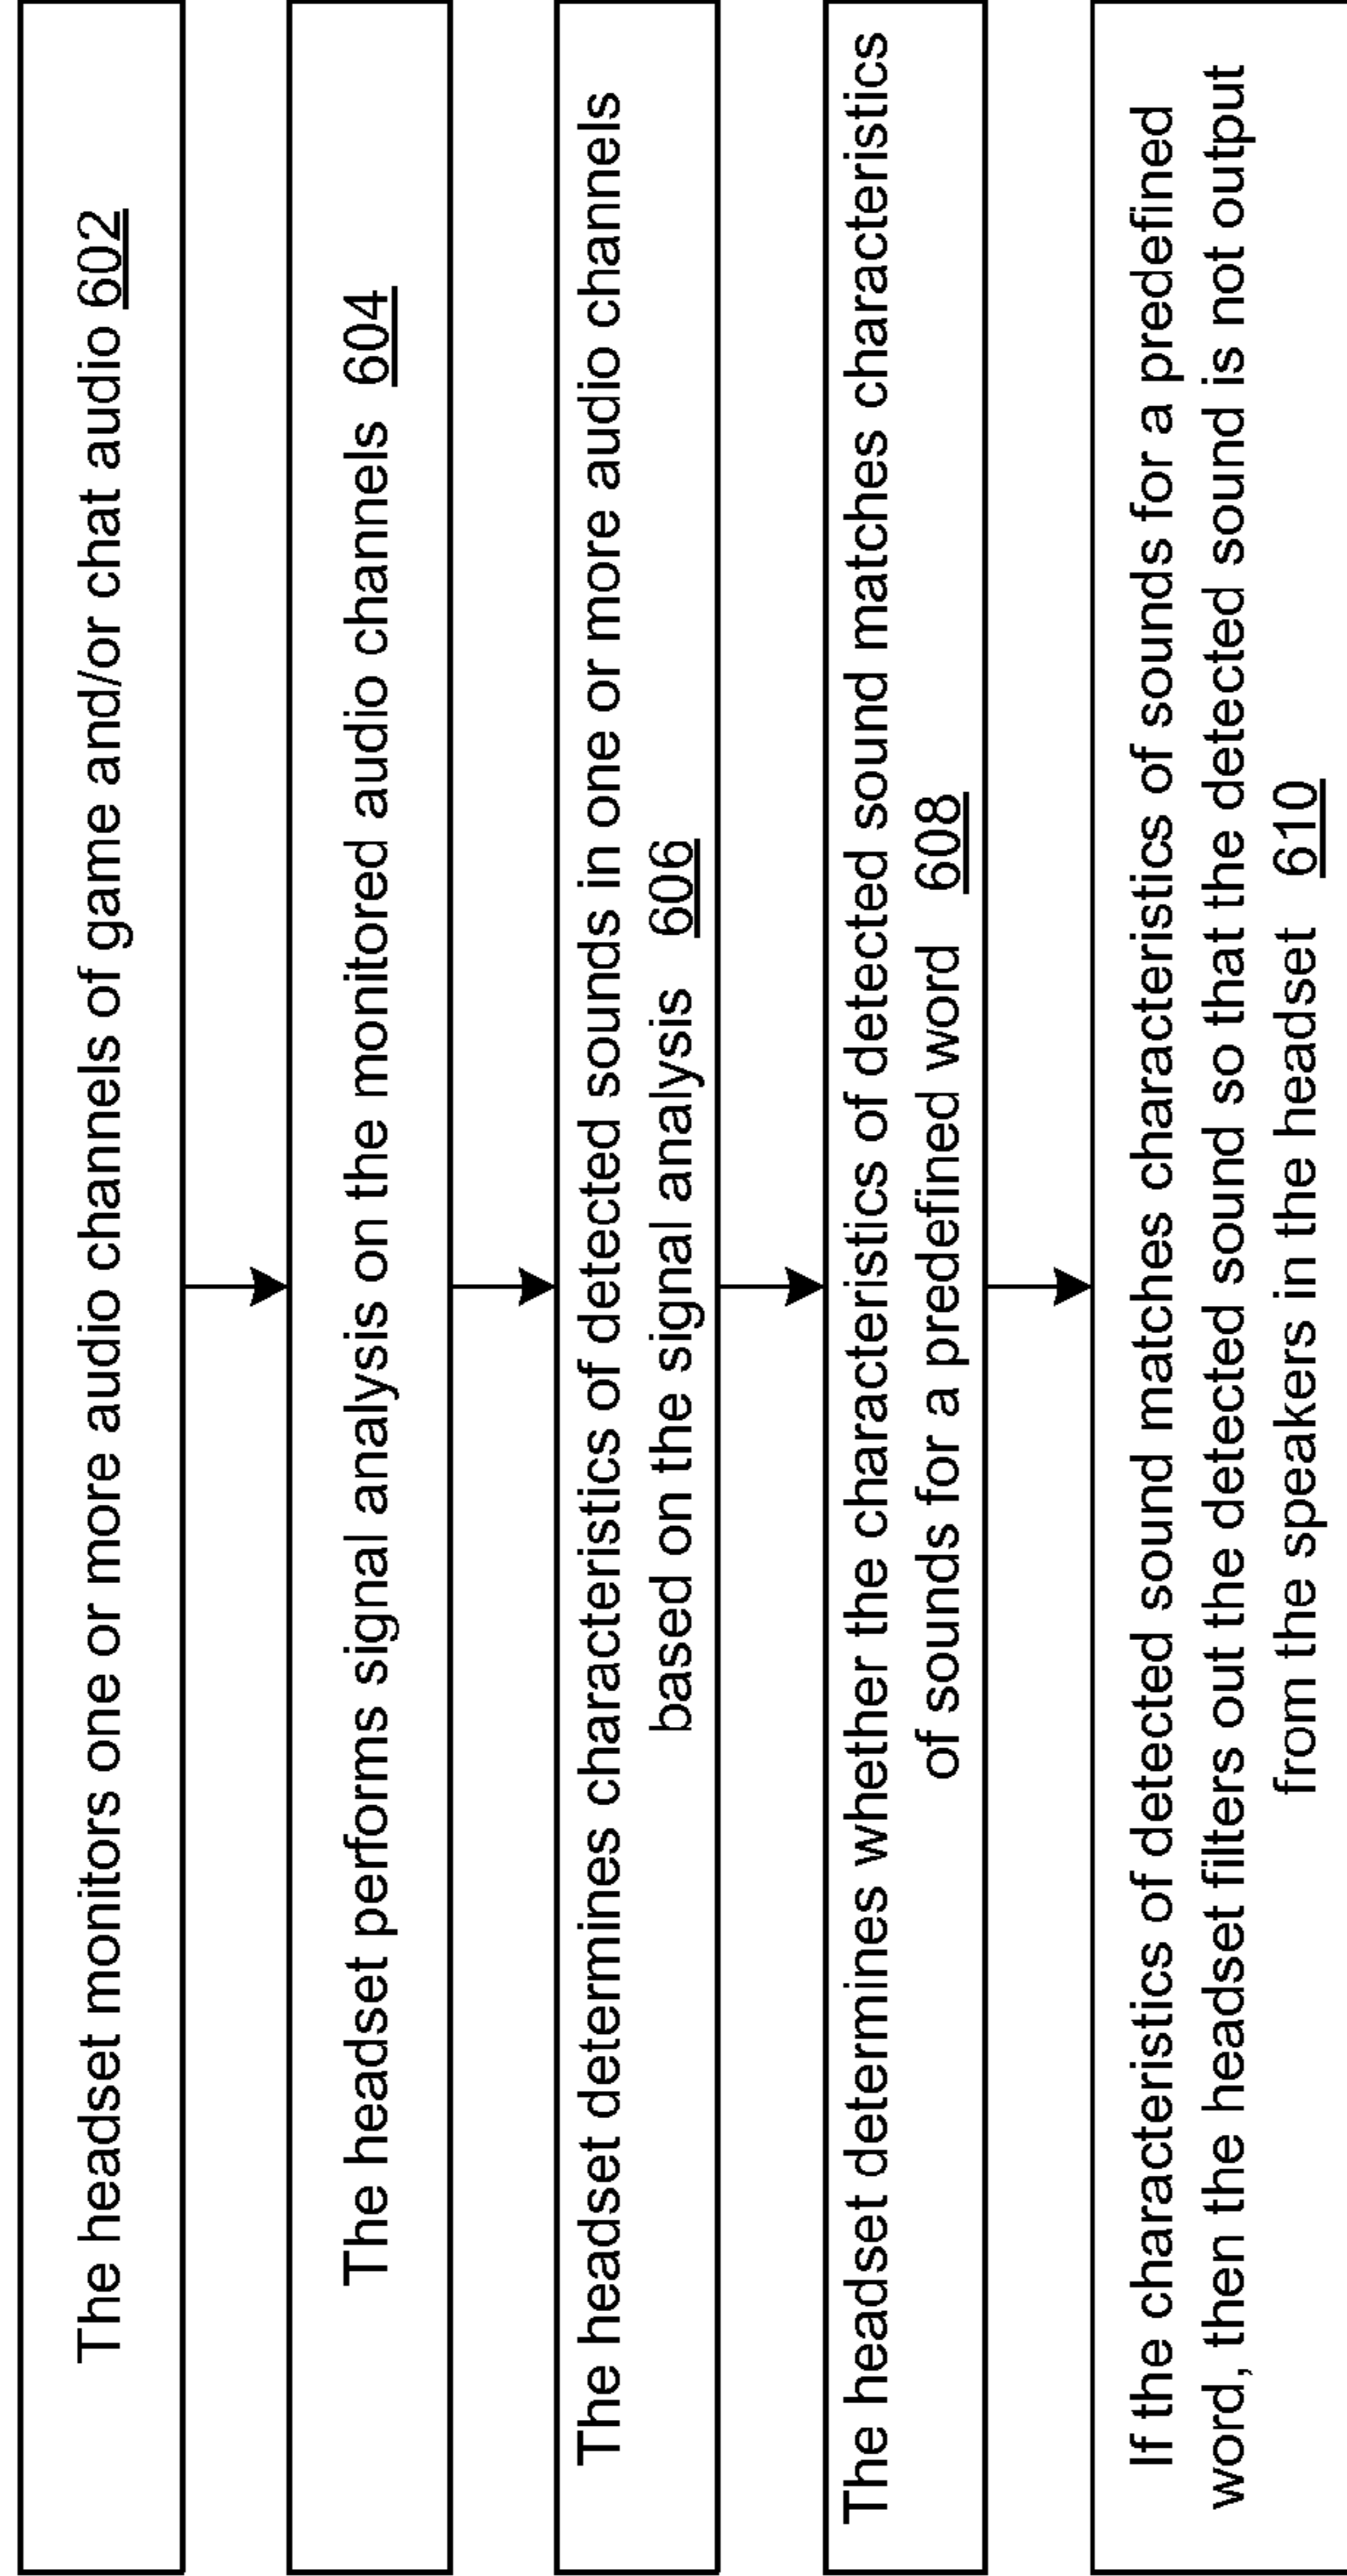 The headset monitors one or more audio channels of game and/or chat audio 602
The headset performs signal analysis on the monitored audio channels 604
The headset determines characteristics of detected sounds in one or more audio channels
based on the signal analysis 606
The headset determines whether the characteristics of detected sound matches characteristics
of sounds for a predefined word 608
If the characteristics of detected sound matches characteristics of sounds for a predefined
word, then the headset filters out the detected sound so that the detected sound is not output
from the speakers in the headset 610